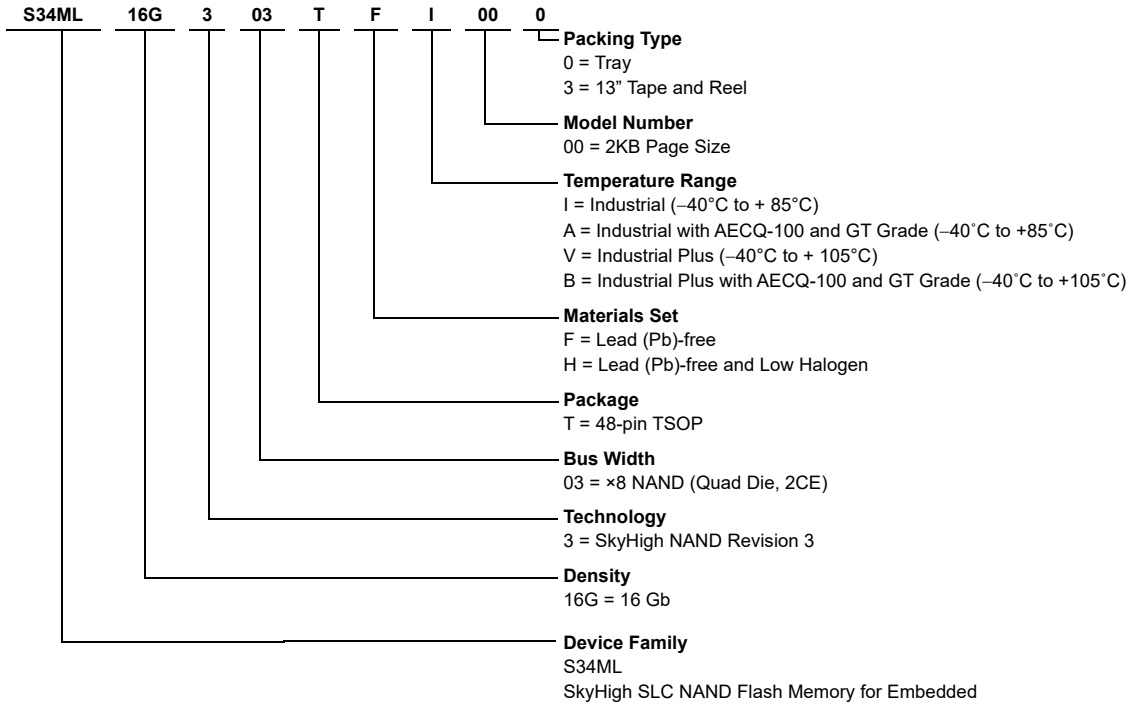 S34ML 16G 3 03 T F I 00 0
Packing Type
0 = Tray
3 = 13” Tape and Reel
Model Number
00 = 2KB Page Size
Temperature Range
I = Industrial (–40°C to + 85°C)
A = Industrial with AECQ-100 and GT Grade (–40˚C to +85˚C)
V = Industrial Plus (–40°C to + 105°C)
B = Industrial Plus with AECQ-100 and GT Grade (–40˚C to +105˚C)
Materials Set
F = Lead (Pb)-free
H = Lead (Pb)-free and Low Halogen
Package
T = 48-pin TSOP
Bus Width
03 = ×8 NAND (Quad Die, 2CE)
Technology
3 = SkyHigh NAND Revision 3
Density
16G = 16 Gb
Device Family
S34ML
SkyHigh SLC NAND Flash Memory for Embedded